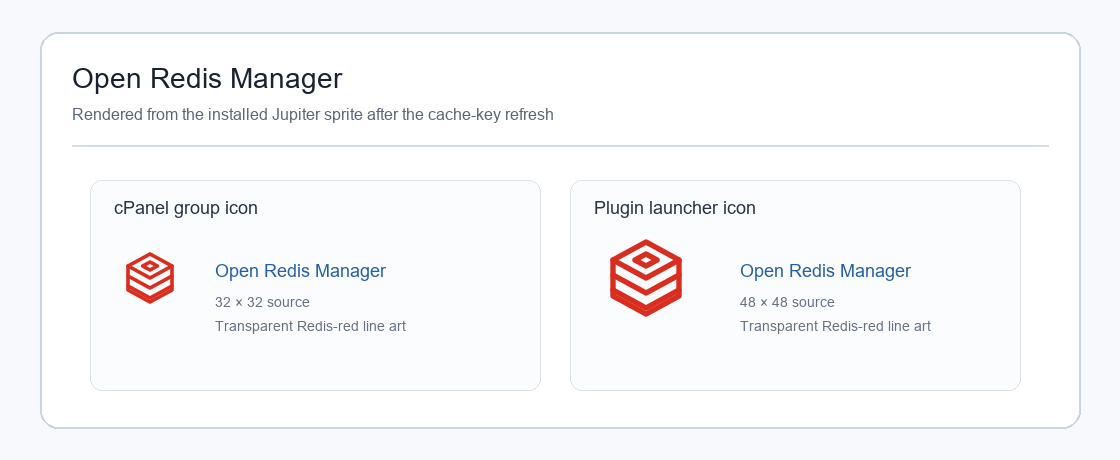 Open Redis Manager
Rendered from the installed Jupiter sprite after the cache-key refresh
cPanel group icon
Open Redis Manager
32 × 32 source
Transparent Redis-red line art
Plugin launcher icon
Open Redis Manager
48 × 48 source
Transparent Redis-red line art